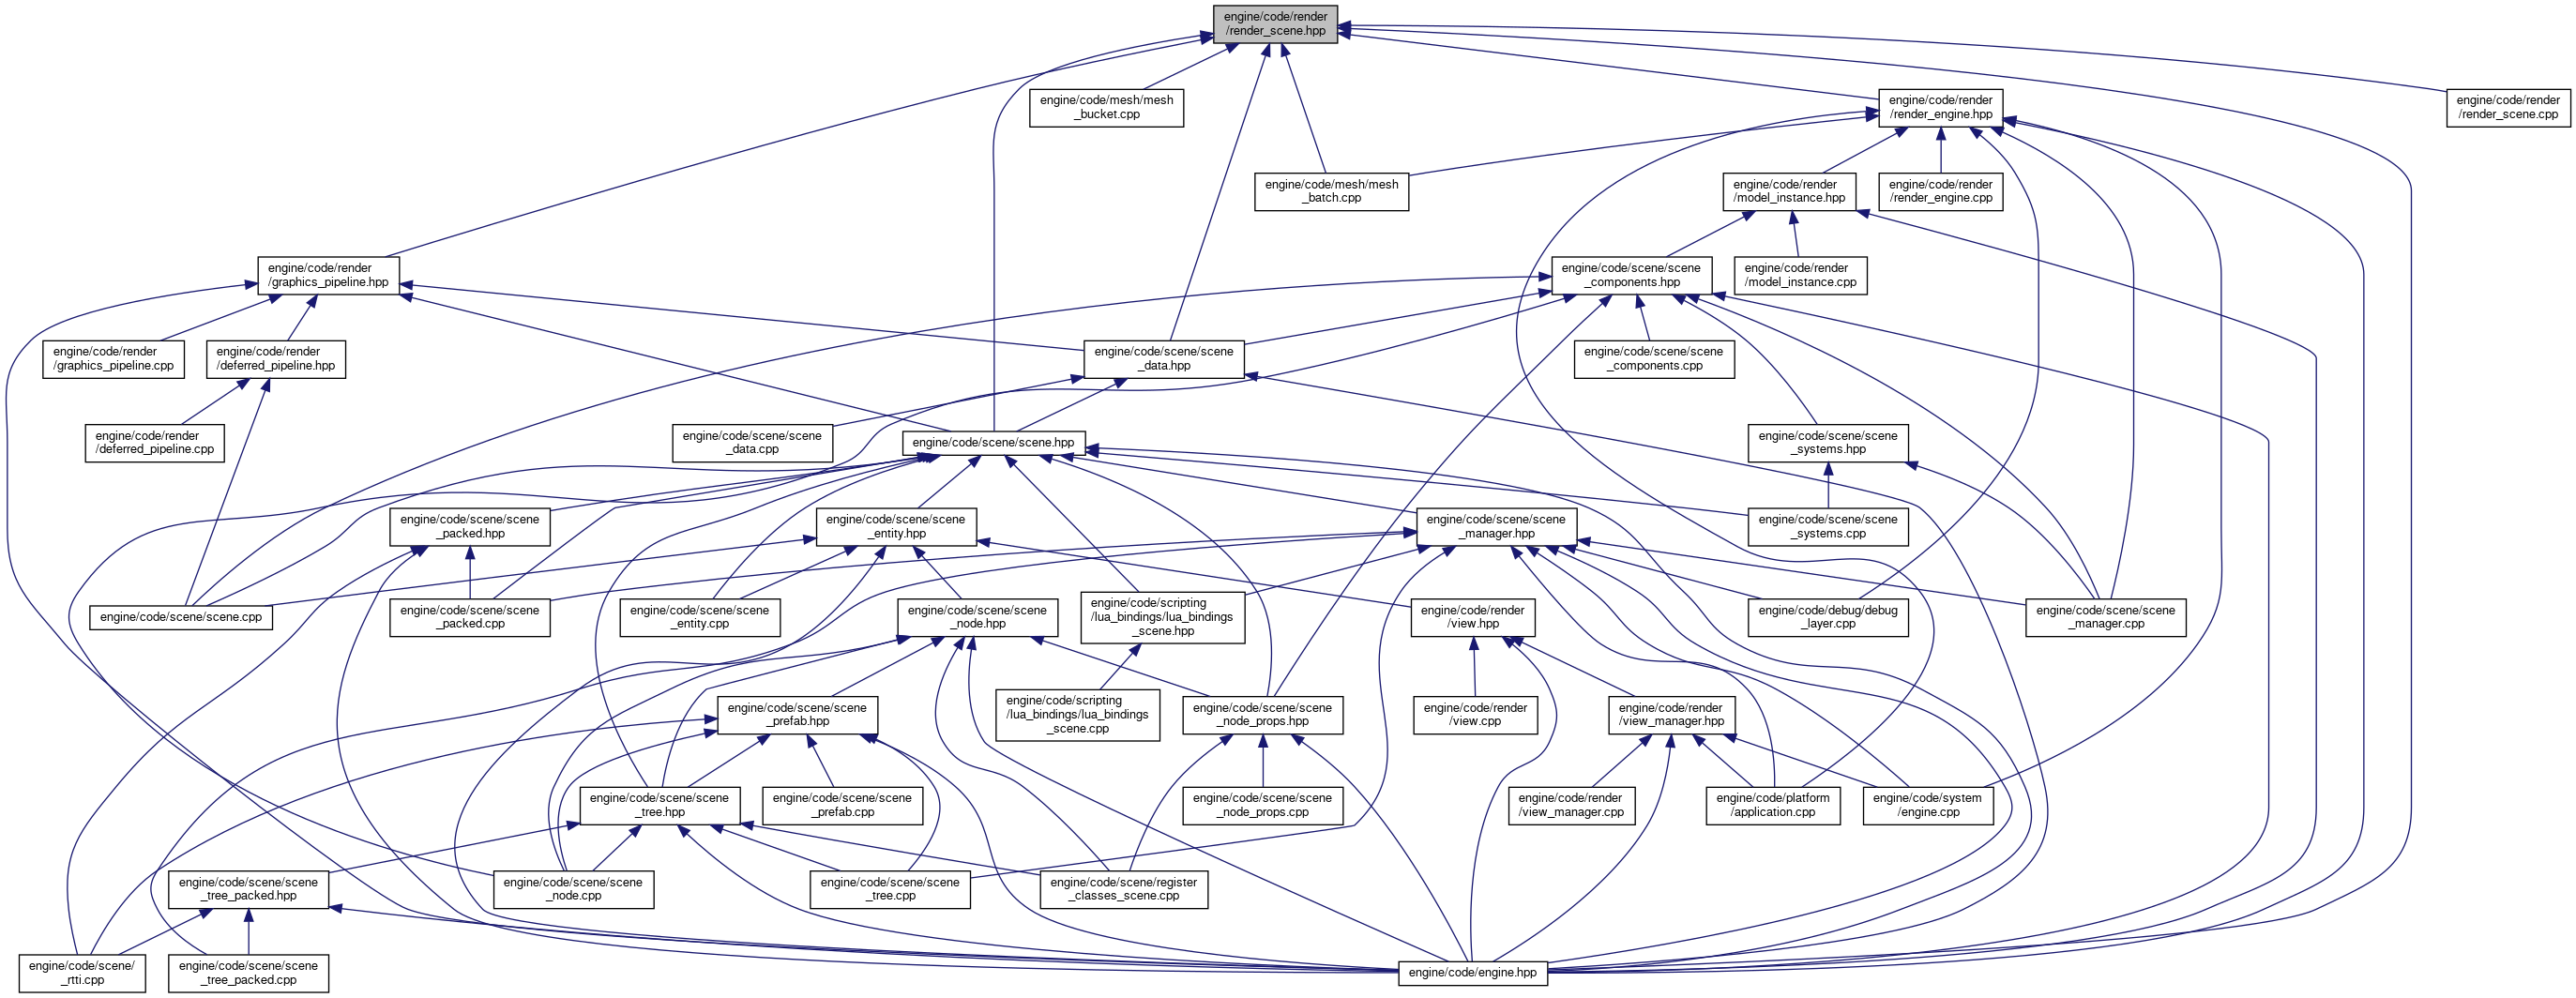 engine/code/render
/render_scene.hpp
engine/code/mesh/mesh
_bucket.cpp
engine/code/render
/render_engine.hpp
engine/code/render
/render_scene.cpp
engine/code/mesh/mesh
_batch.cpp
engine/code/render
/model_instance.hpp
engine/code/render
/render_engine.cpp
engine/code/render
/graphics_pipeline.hpp
engine/code/scene/scene
_components.hpp
engine/code/render
/model_instance.cpp
engine/code/render
/graphics_pipeline.cpp
engine/code/render
/deferred_pipeline.hpp
engine/code/scene/scene
_data.hpp
engine/code/scene/scene
_components.cpp
engine/code/render
/deferred_pipeline.cpp
engine/code/scene/scene
_data.cpp
engine/code/scene/scene.hpp
engine/code/scene/scene
_systems.hpp
engine/code/scene/scene
_packed.hpp
engine/code/scene/scene
_entity.hpp
engine/code/scene/scene
_manager.hpp
engine/code/scene/scene
_systems.cpp
engine/code/scene/scene.cpp
engine/code/scene/scene
_packed.cpp
engine/code/scene/scene
_entity.cpp
engine/code/scene/scene
_node.hpp
engine/code/scripting
/lua_bindings/lua_bindings
_scene.hpp
engine/code/render
/view.hpp
engine/code/debug/debug
_layer.cpp
engine/code/scene/scene
_manager.cpp
engine/code/scene/scene
_prefab.hpp
engine/code/scripting
/lua_bindings/lua_bindings
_scene.cpp
engine/code/scene/scene
_node_props.hpp
engine/code/render
/view.cpp
engine/code/render
/view_manager.hpp
engine/code/scene/scene
_tree.hpp
engine/code/scene/scene
_prefab.cpp
engine/code/scene/scene
_node_props.cpp
engine/code/render
/view_manager.cpp
engine/code/platform
/application.cpp
engine/code/system
/engine.cpp
engine/code/scene/scene
_tree_packed.hpp
engine/code/scene/scene
_node.cpp
engine/code/scene/scene
_tree.cpp
engine/code/scene/register
_classes_scene.cpp
engine/code/scene/
_rtti.cpp
engine/code/scene/scene
_tree_packed.cpp
engine/code/engine.hpp